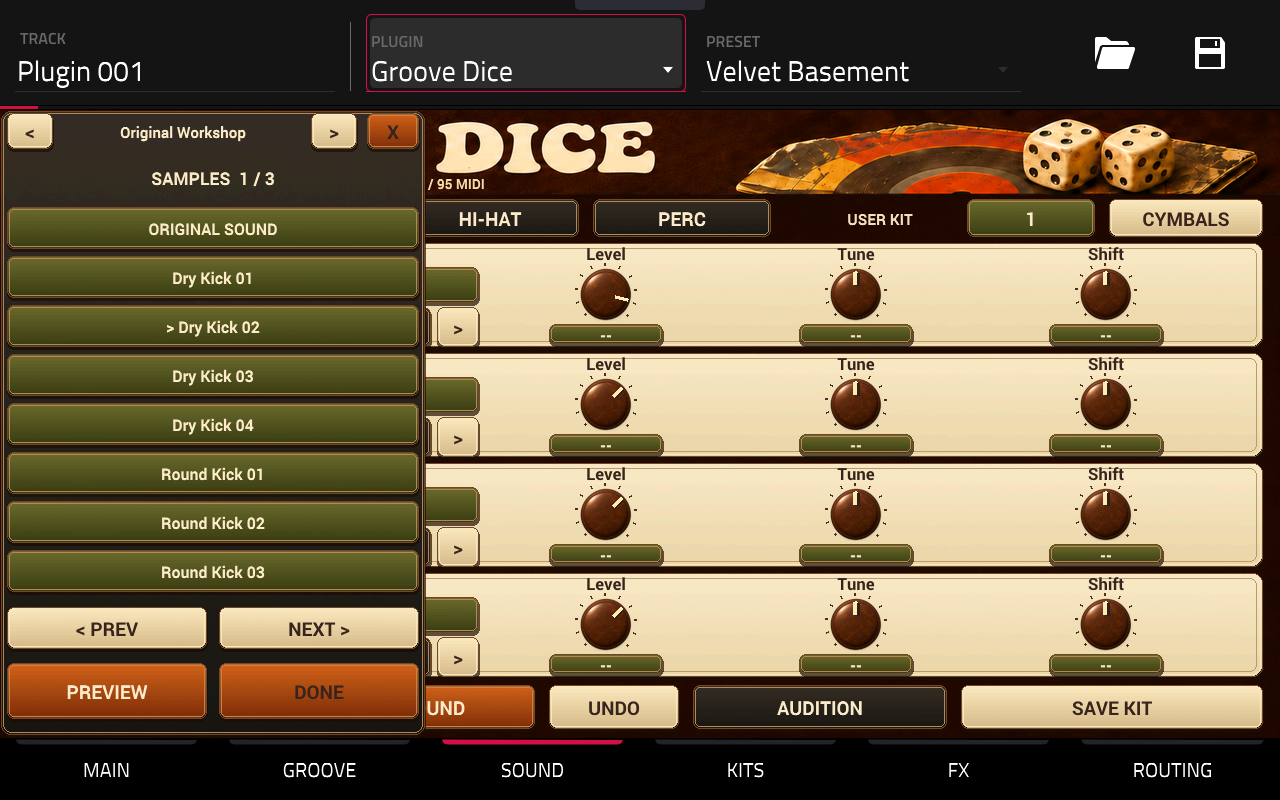 TRACK
Plugin 001
PLUGIN
Groove Dice
PRESET
Velvet Basement
<
Original Workshop
>
X
DICE
/ 95 MIDI
SAMPLES 1 / 3
HI-HAT
PERC
USER KIT
1
CYMBALS
ORIGINAL SOUND
Dry Kick 01
> Dry Kick 02
Dry Kick 03
Dry Kick 04
Round Kick 01
Round Kick 02
Round Kick 03
< PREV
NEXT >
PREVIEW
DONE
Level
Tune
Shift
>
--
--
--
Level
Tune
Shift
>
--
--
--
Level
Tune
Shift
>
--
--
--
Level
Tune
Shift
>
--
--
--
UND
UNDO
AUDITION
SAVE KIT
MAIN
GROOVE
SOUND
KITS
FX
ROUTING